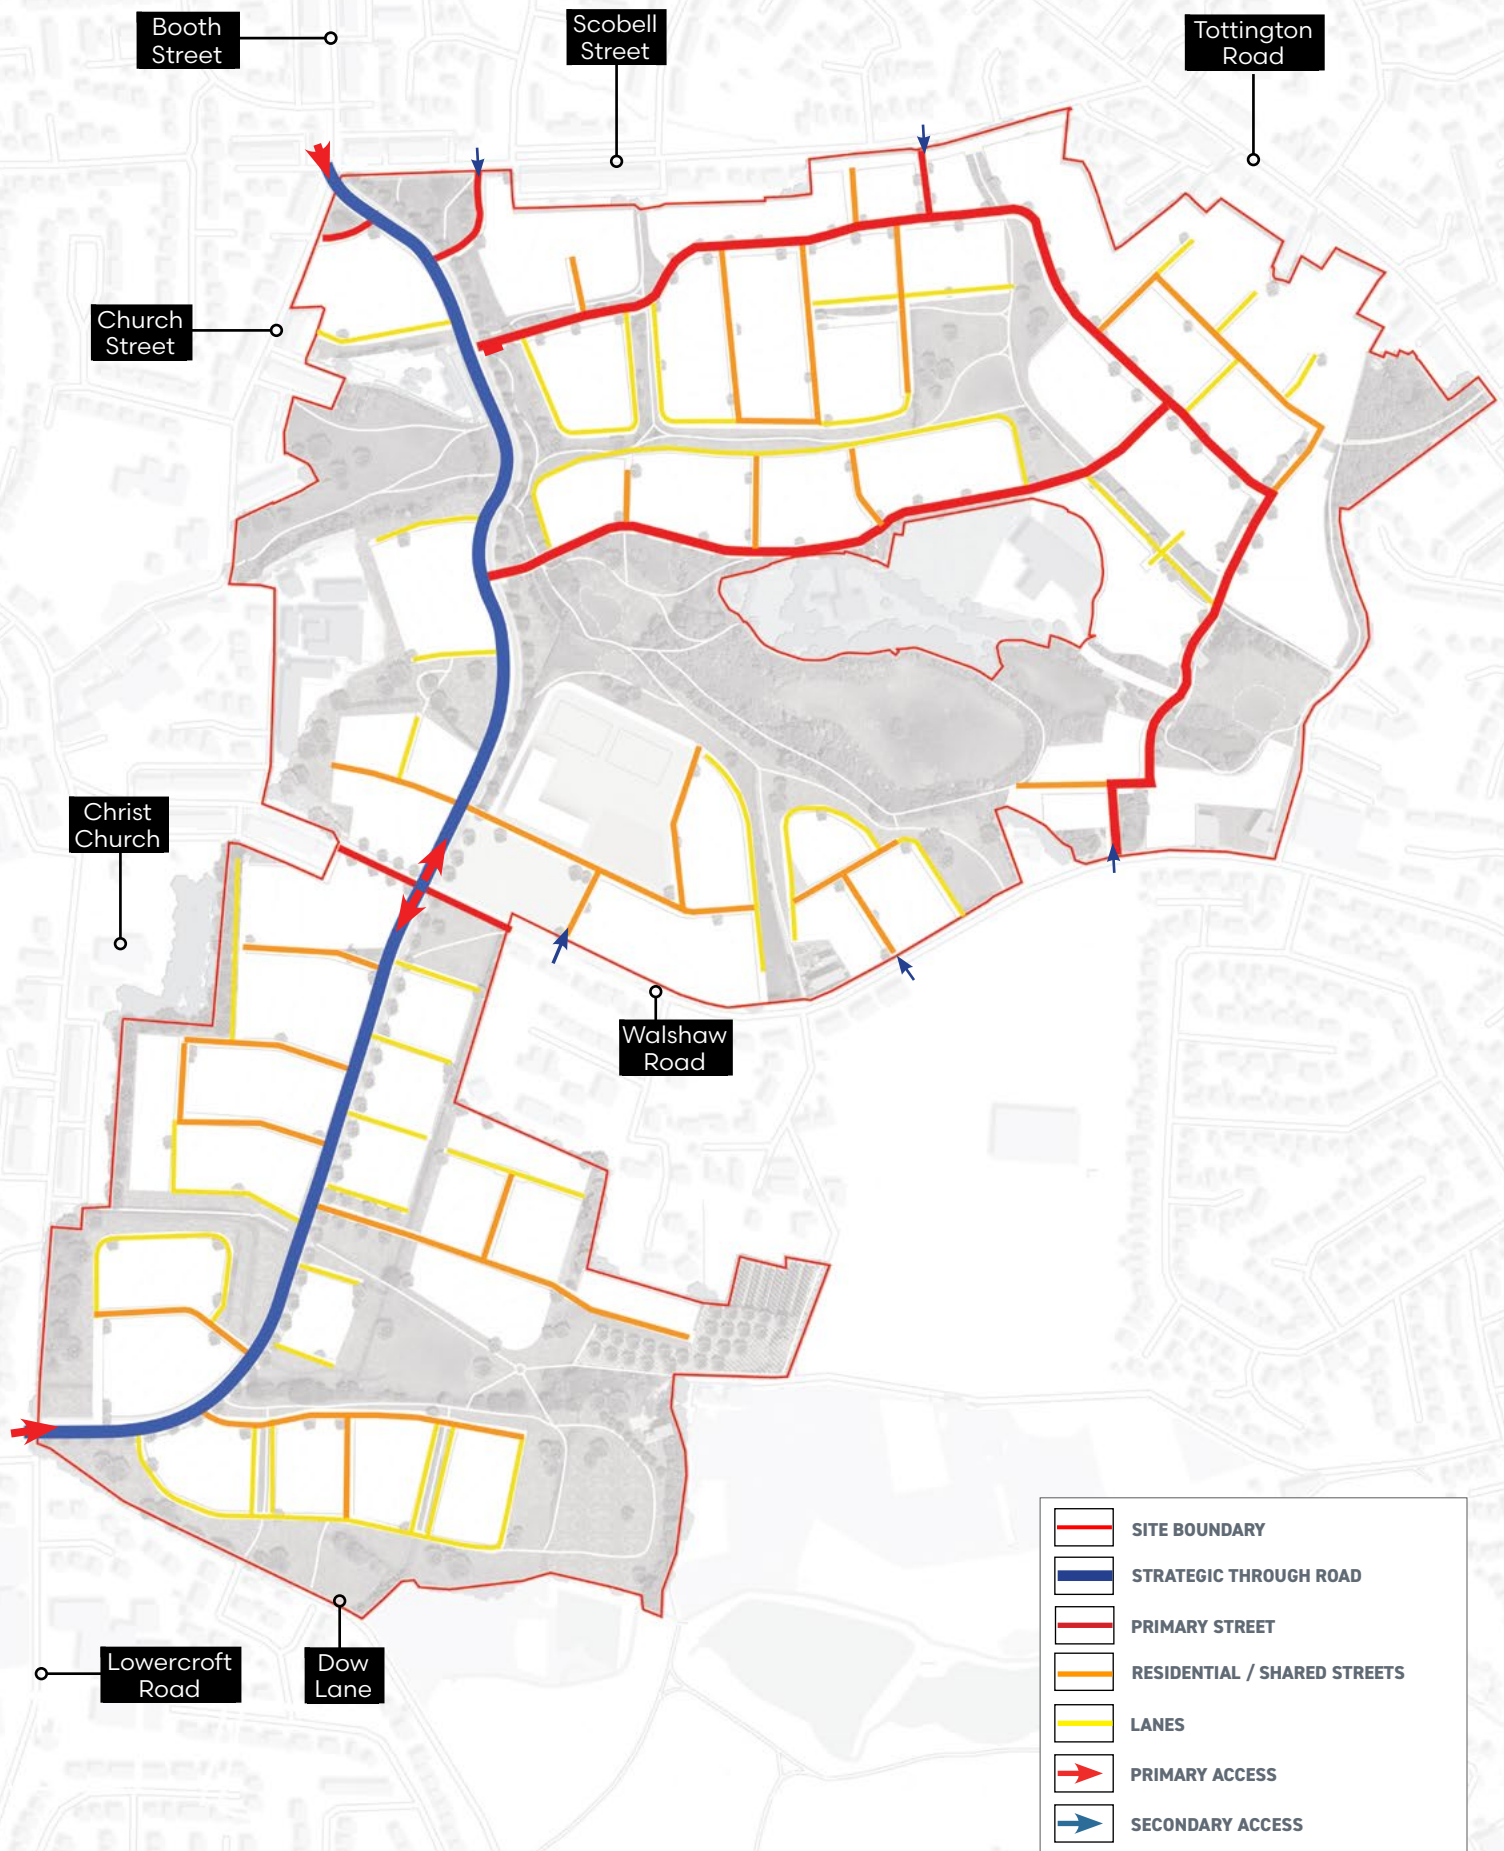 Booth
Street
Scobell
Street
Tottington
Road
Church
Street
Christ
Church
Walshaw
Road
Lowercroft
Road
Dow
Lane
SITE BOUNDARY
STRATEGIC THROUGH ROAD
PRIMARY STREET
RESIDENTIAL / SHARED STREETS
LANES
PRIMARY ACCESS
SECONDARY ACCESS